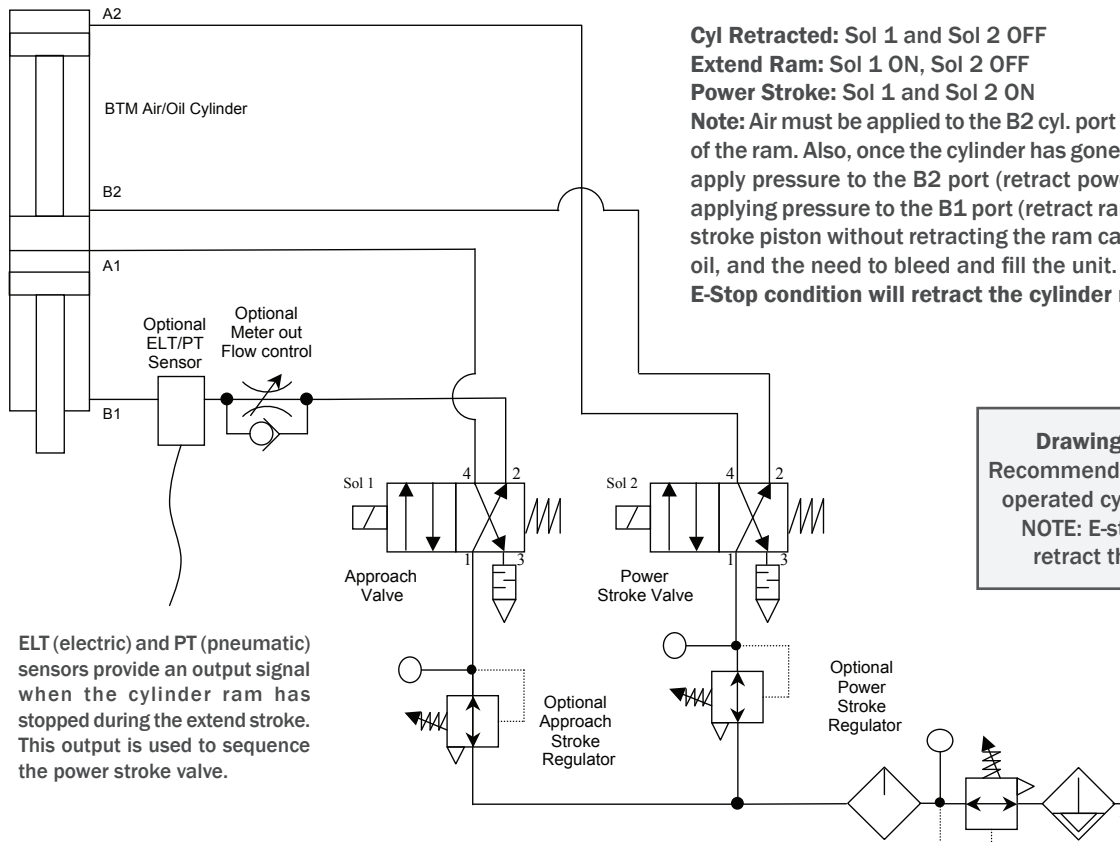 A2
BTM Air/Oil Cylinder
B2
A1
B1
Optional
ELT/PT
Sensor
Optional
Meter out
Flow control
Cyl Retracted: Sol 1 and Sol 2 OFF
Extend Ram: Sol 1 ON, Sol 2 OFF
Power Stroke: Sol 1 and Sol 2 ON
Note: Air must be applied to the B2 cyl. port
of the ram. Also, once the cylinder has gone
apply pressure to the B2 port (retract
applying pressure to the B1 port (retract
stroke piston without retracting the ram
oil, and the need to bleed and fill the unit.
E-Stop condition will retract the cylinder
Drawing
operated
NOTE:
retract
Sol 1
4
2
1
3
Approach
Valve
Sol 2
4
2
1
3
Power
Stroke Valve
ELT (electric) and PT (pneumatic)
sensors provide an output signal
when the cylinder ram has
stopped during the extend stroke.
This output is used to sequence
the power stroke valve.
Optional
Approach
Stroke
Regulator
Optional
Power
Stroke
Regulator